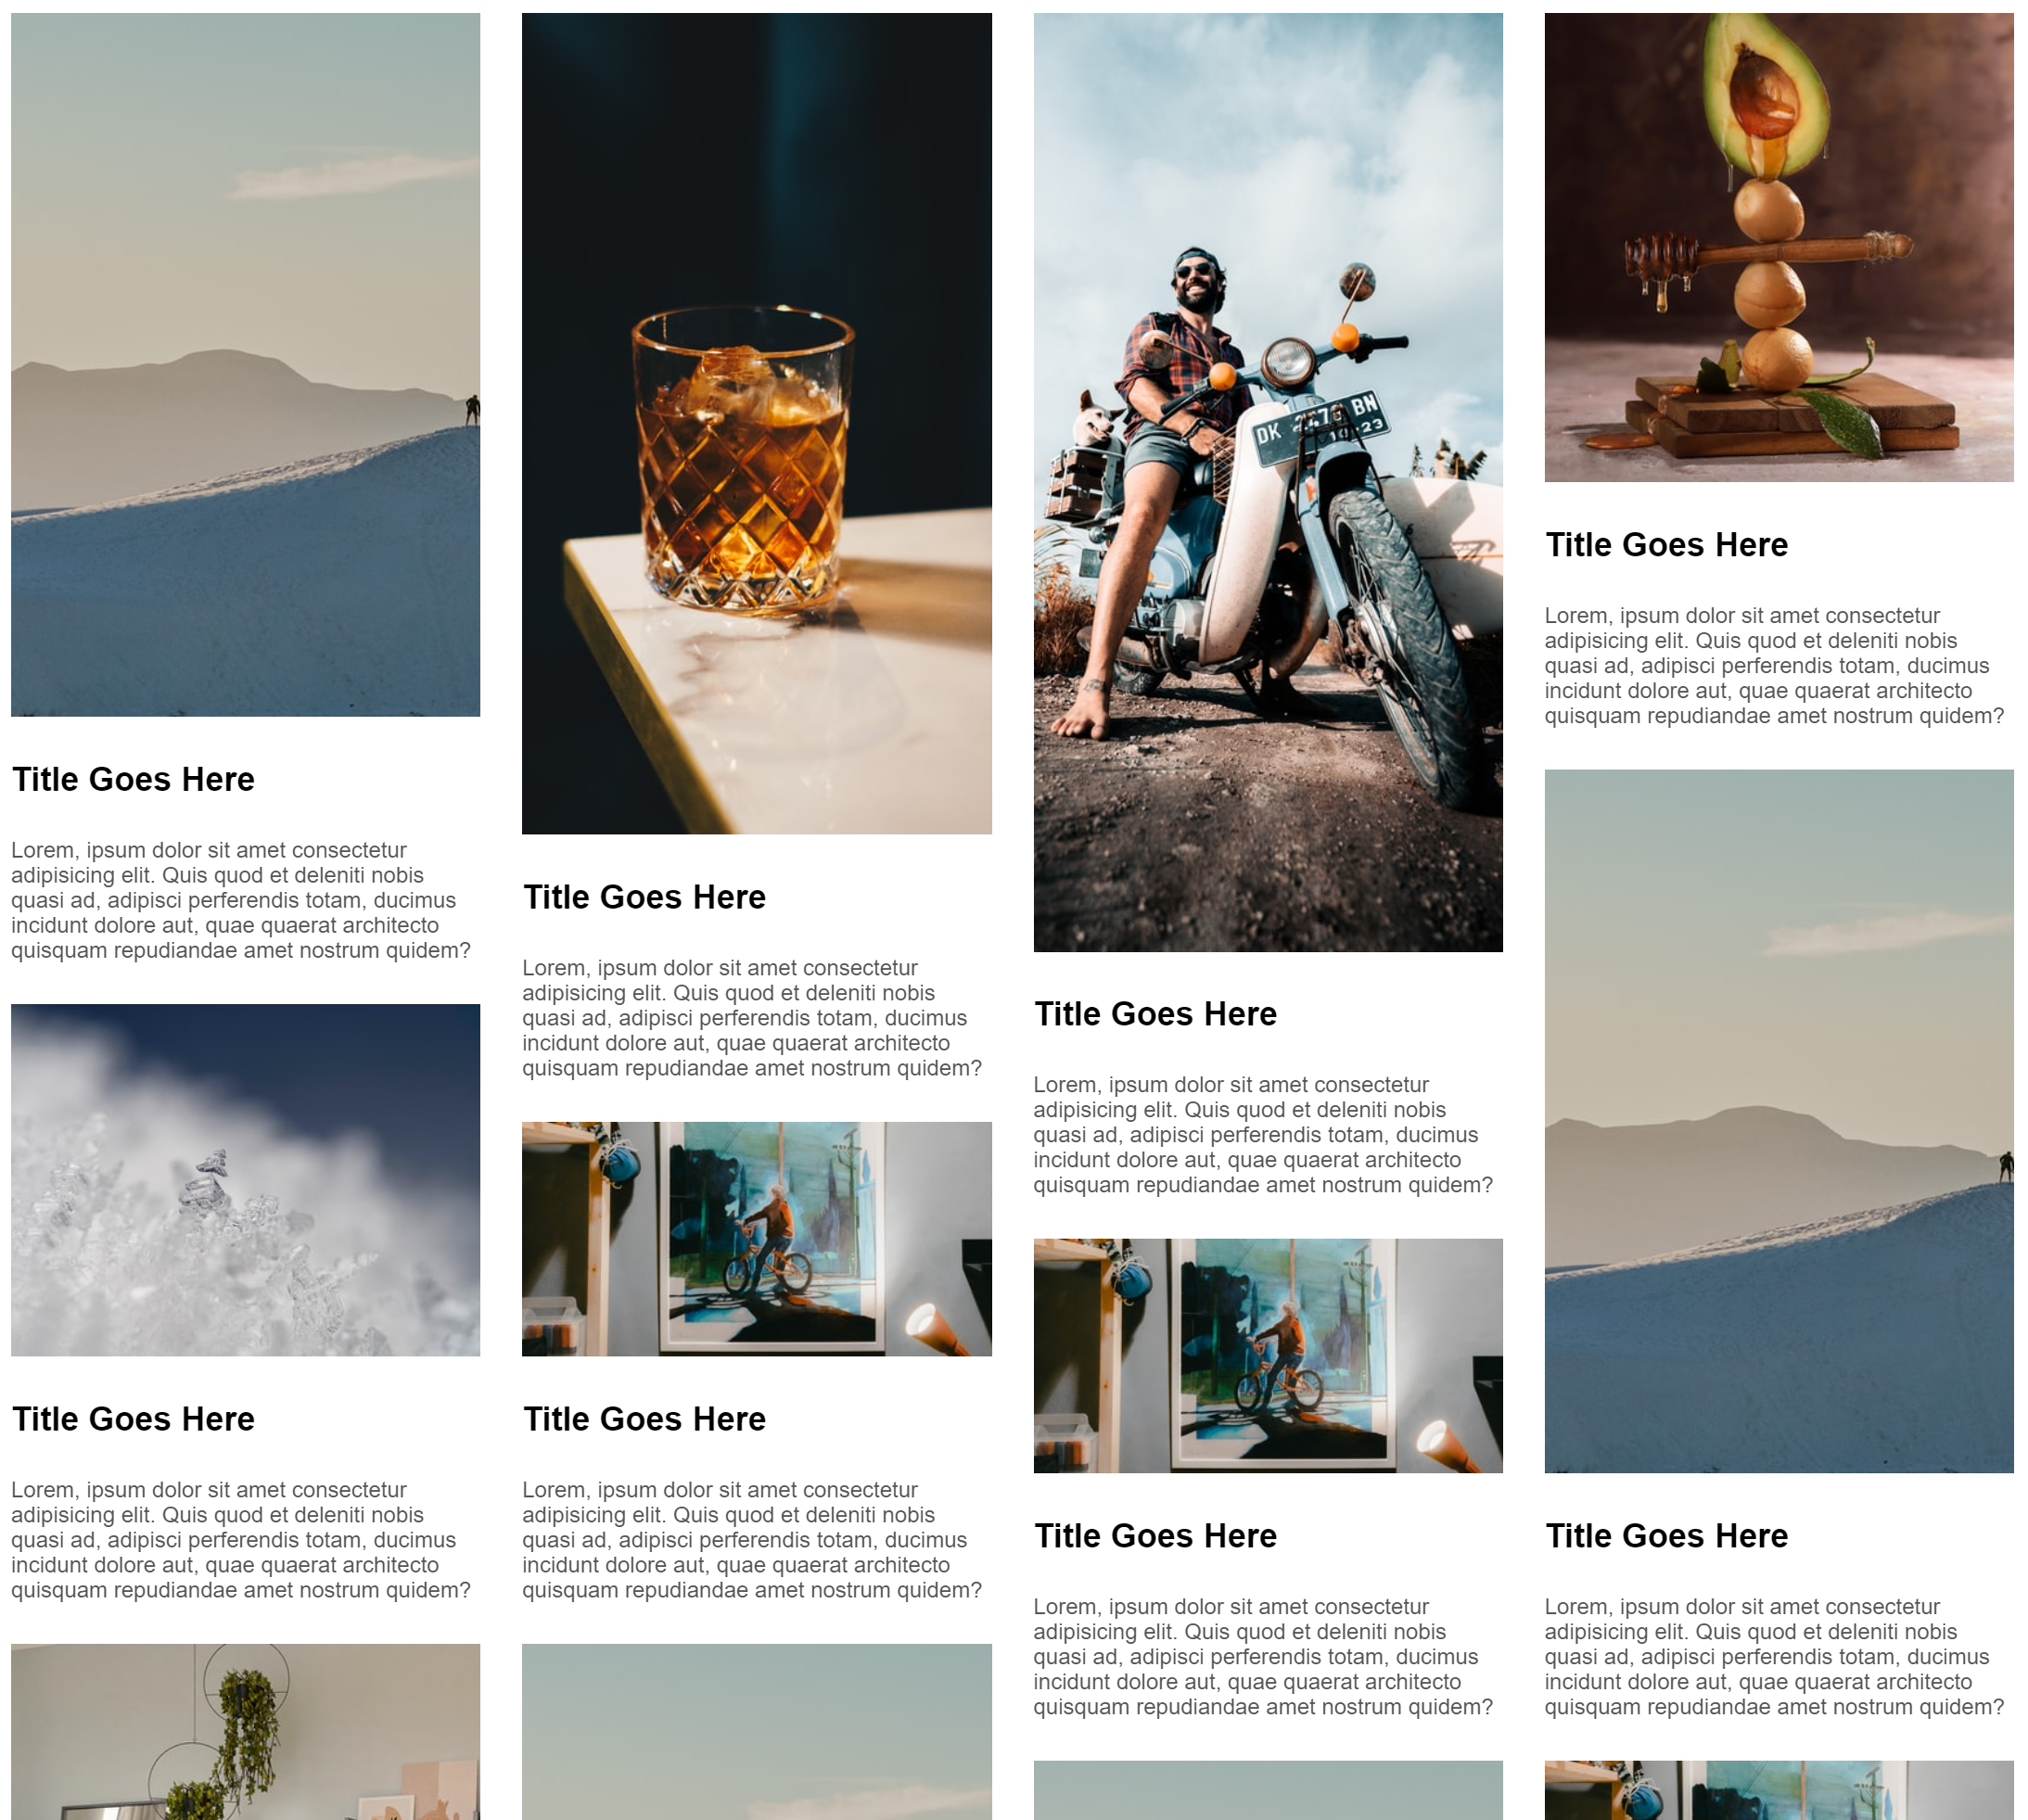 Title Goes Here
Lorem, ipsum dolor sit amet consectetur
adipisicing elit. Quis quod et deleniti nobis
quasi ad, adipisci perferendis totam, ducimus
incidunt dolore aut, quae quaerat architecto
quisquam repudiandae amet nostrum quidem?
Title Goes Here
Lorem, ipsum dolor sit amet consectetur
adipisicing elit. Quis quod et deleniti nobis
quasi ad, adipisci perferendis totam, ducimus
incidunt dolore aut, quae quaerat architecto
quisquam repudiandae amet nostrum quidem?
Title Goes Here
Lorem, ipsum dolor sit amet consectetur
adipisicing elit. Quis quod et deleniti nobis
quasi ad, adipisci perferendis totam, ducimus
incidunt dolore aut, quae quaerat architecto
quisquam repudiandae amet nostrum quidem?
Title Goes Here
Lorem, ipsum dolor sit amet consectetur
adipisicing elit. Quis quod et deleniti nobis
quasi ad, adipisci perferendis totam, ducimus
incidunt dolore aut, quae quaerat architecto
quisquam repudiandae amet nostrum quidem?
DK BN
Title Goes Here
Lorem, ipsum dolor sit amet consectetur
adipisicing elit. Quis quod et deleniti nobis
quasi ad, adipisci perferendis totam, ducimus
incidunt dolore aut, quae quaerat architecto
quisquam repudiandae amet nostrum quidem?
Title Goes Here
Lorem, ipsum dolor sit amet consectetur
adipisicing elit. Quis quod et deleniti nobis
quasi ad, adipisci perferendis totam, ducimus
incidunt dolore aut, quae quaerat architecto
quisquam repudiandae amet nostrum quidem?
Title Goes Here
Lorem, ipsum dolor sit amet consectetur
adipisicing elit. Quis quod et deleniti nobis
quasi ad, adipisci perferendis totam, ducimus
incidunt dolore aut, quae quaerat architecto
quisquam repudiandae amet nostrum quidem?
Title Goes Here
Lorem, ipsum dolor sit amet consectetur
adipisicing elit. Quis quod et deleniti nobis
quasi ad, adipisci perferendis totam, ducimus
incidunt dolore aut, quae quaerat architecto
quisquam repudiandae amet nostrum quidem?